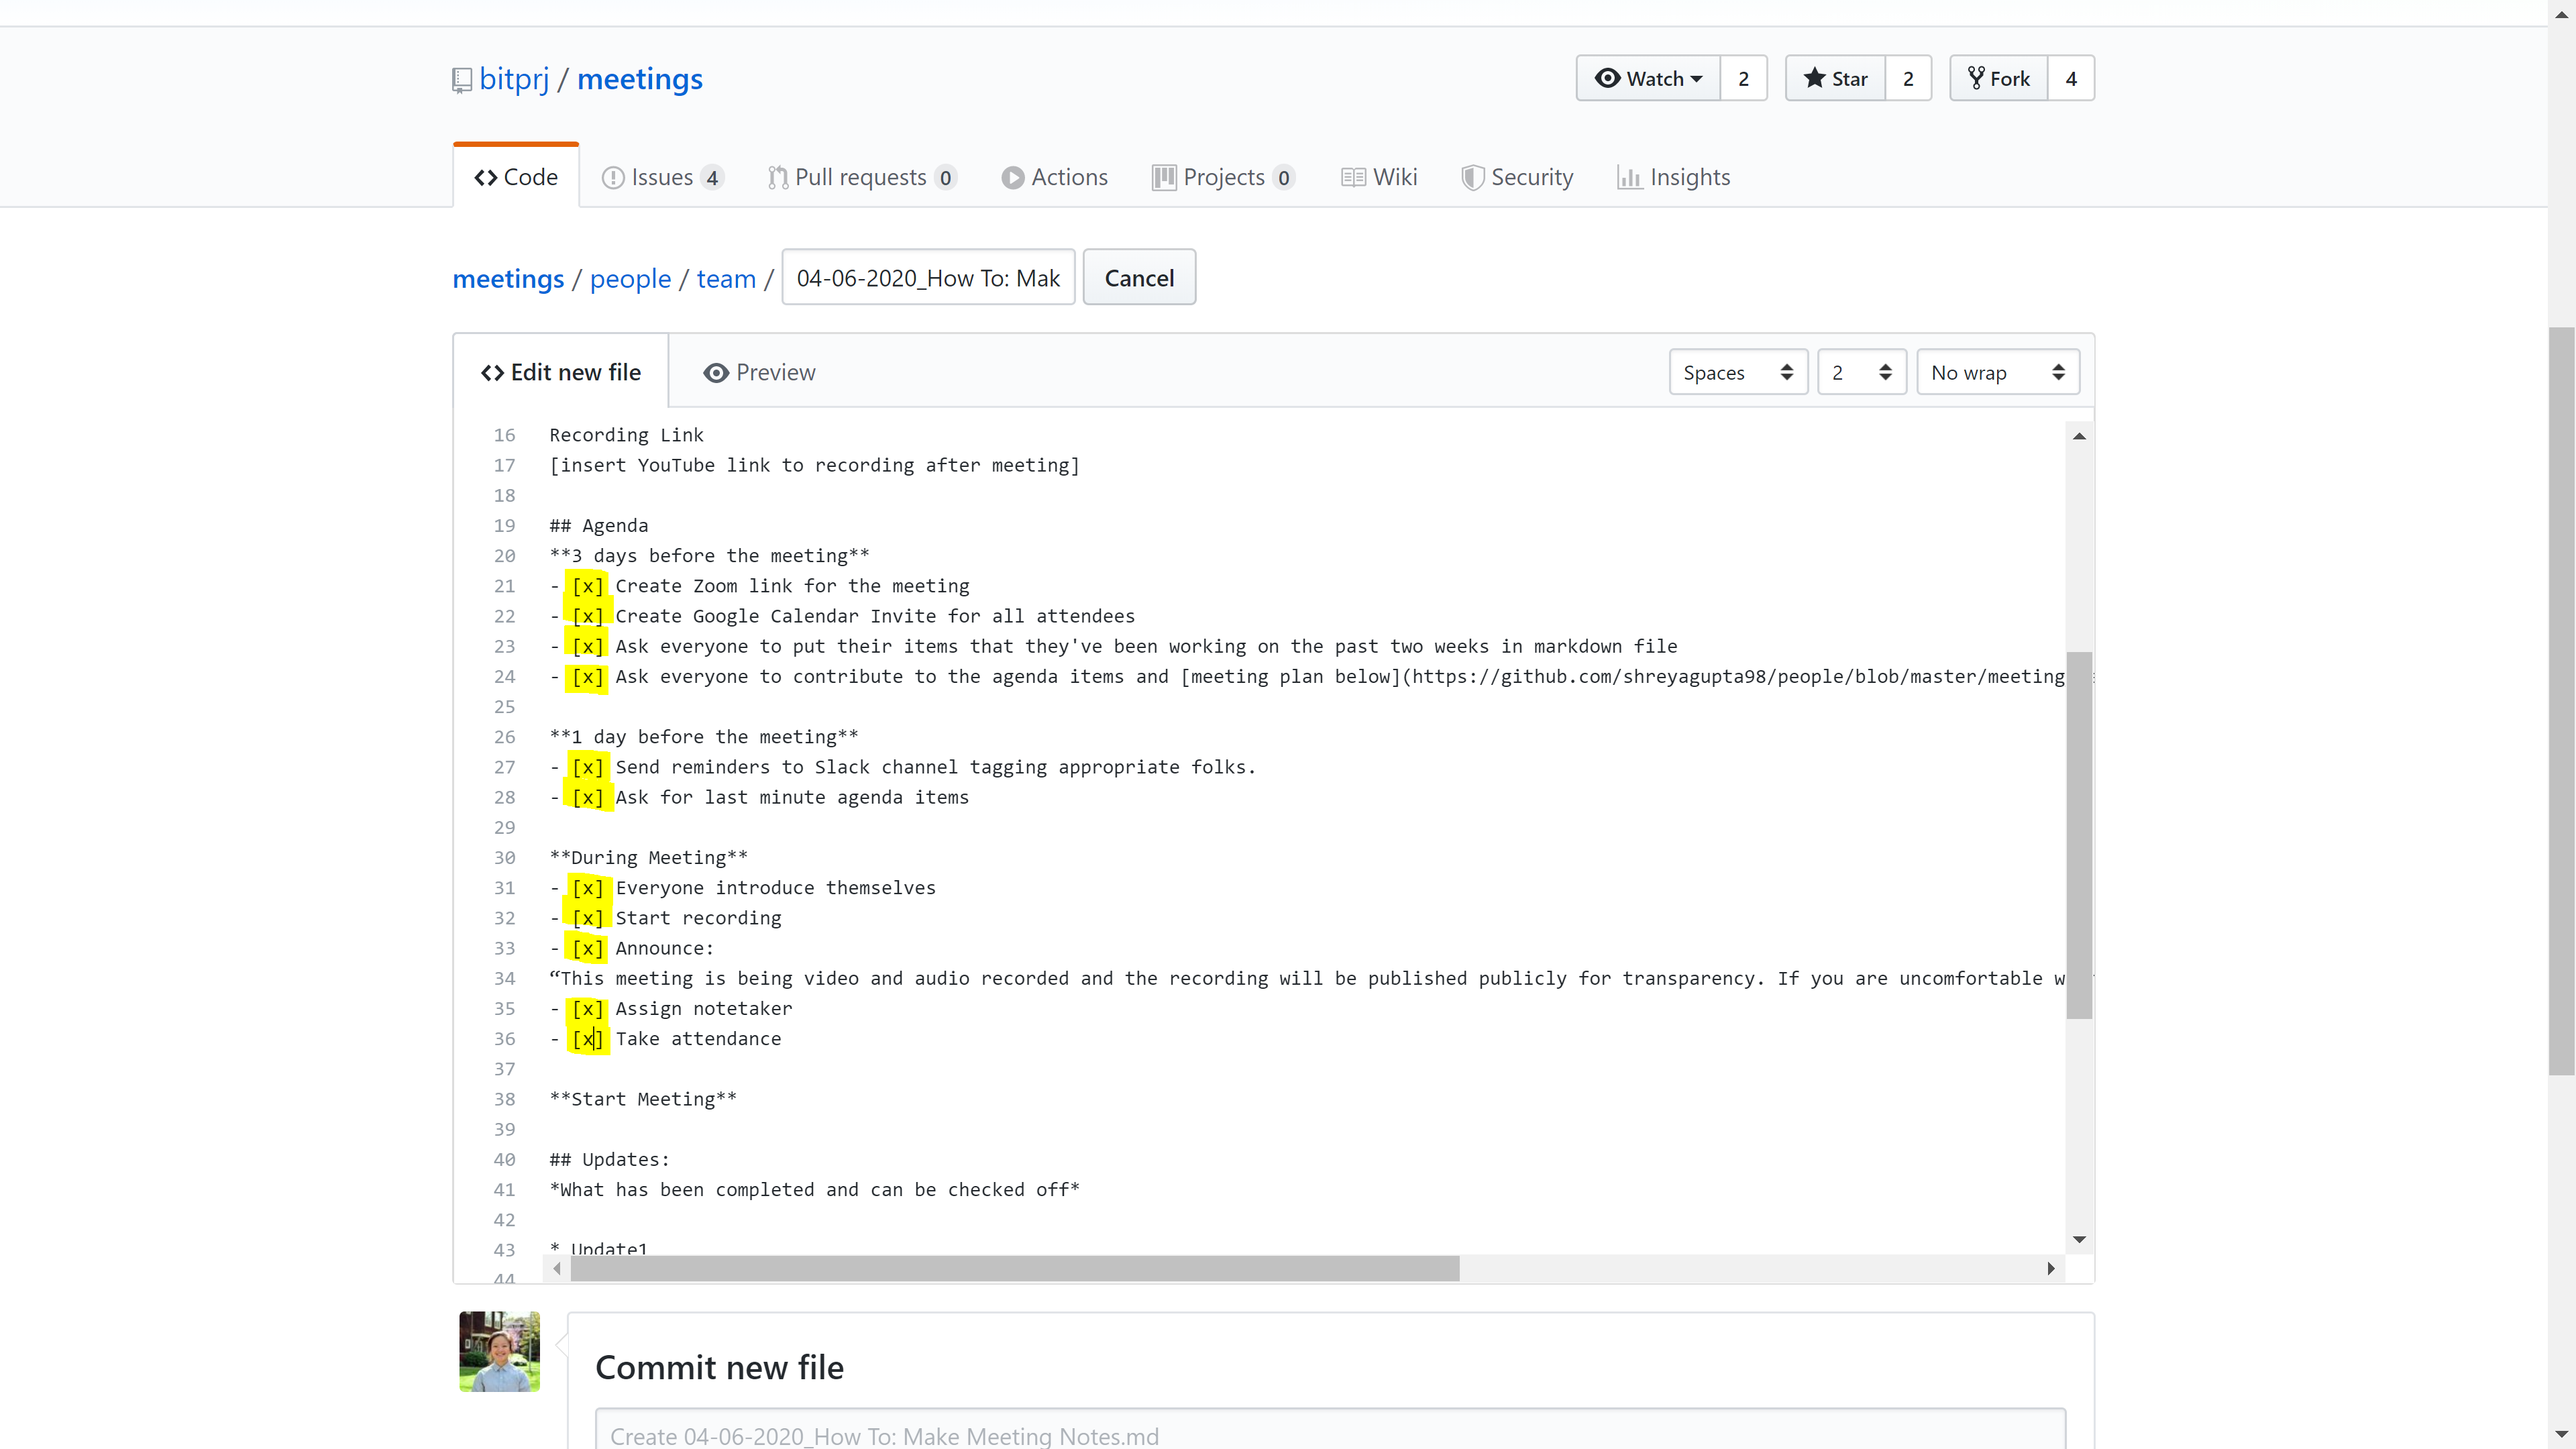 bitprj / meetings
Watch 2 Star 2 Fork 4
Code Issues 4 Pull requests 0 Actions Projects 0 Wiki Security Insights
meetings / people / team / 04-06-2020_How To: Mak Cancel
Edit new file Preview Spaces 2 No wrap
16 Recording Link
17 [insert YouTube link to recording after meeting]
18
19 ## Agenda
20 **3 days before the meeting**
21 - [x] Create Zoom link for the meeting
22 - [x] Create Google Calendar Invite for all attendees
23 - [x] Ask everyone to put their items that they've been working on the past two weeks in markdown file
24 - [x] Ask everyone to contribute to the agenda items and [meeting plan below](https://github.com/shreyagupta98/people/blob/master/meeting
25
26 **1 day before the meeting**
27 - [x] Send reminders to Slack channel tagging appropriate folks.
28 - [x] Ask for last minute agenda items
29
30 **During Meeting**
31 - [x] Everyone introduce themselves
32 - [x] Start recording
33 - [x] Announce:
34 “This meeting is being video and audio recorded and the recording will be published publicly for transparency. If you are uncomfortable w
35 - [x] Assign notetaker
36 - [x] Take attendance
37
38 **Start Meeting**
39
40 ## Updates:
41 *What has been completed and can be checked off*
42
43 * Update1
44
Commit new file
Create 04-06-2020_How To: Make Meeting Notes.md